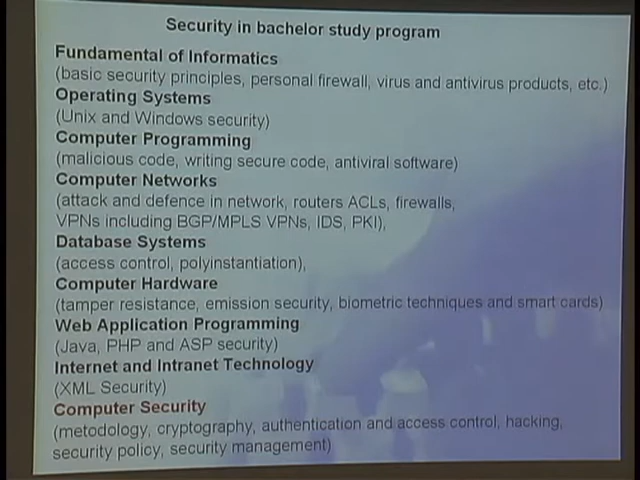 Security in bachelor study program
Fundamental of Informatics
(basic security principles, personal firewall, virus and antivirus products, etc.)
Operating Systems
(Unix and Windows security)
Computer Programming
(malicious code, writing secure code, antiviral software)
Computer Networks
(attack and defence in network, routers ACLs, firewalls,
VPNs including BGP/MPLS VPNs, IDS, PKI),
Database Systems
(access control, polyinstantiation),
Computer Hardware
(tamper resistance, emission security, biometric techniques and smart cards)
Web Application Programming
(Java, PHP and ASP security)
Internet and Intranet Technology
(XML Security)
Computer Security
(metodology, cryptography, authentication and access control, hacking,
security policy, security management)